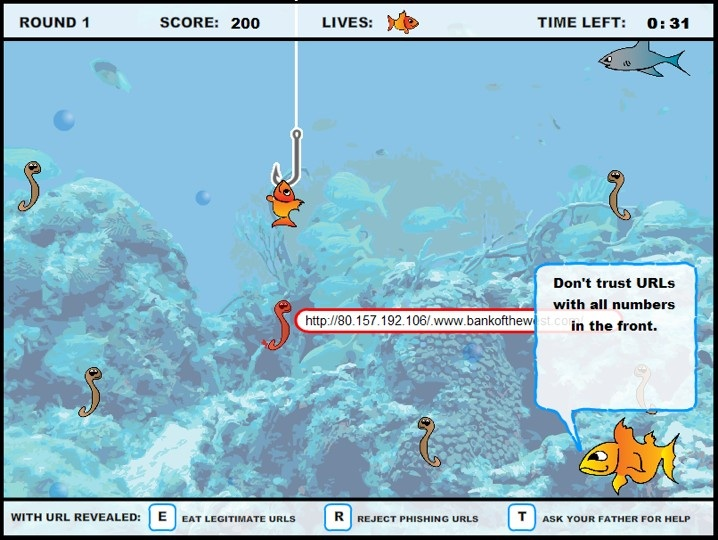 ROUND 1 SCORE: 200 LIVES: TIME LEFT: 0:31
http://80.157.192.106/.www.bankofthewest.com/
Don't trust URLs
with all numbers
in the front.
WITH URL REVEALED: E EAT LEGITIMATE URLS R REJECT PHISHING URLS T ASK YOUR FATHER FOR HELP